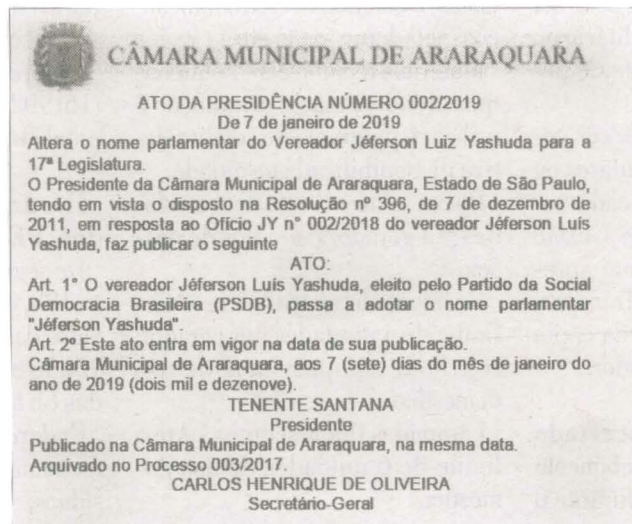 CÂMARA MUNICIPAL DE ARARAQUARA
ATO DA PRESIDÊNCIA NÚMERO 002/2019
De 7 de janeiro de 2019
Altera o nome parlamentar do Vereador Jéferson Luiz Yashuda para a
17ª Legislatura.
O Presidente da Câmara Municipal de Araraquara, Estado de São Paulo,
tendo em vista o disposto na Resolução nº 396, de 7 de dezembro de
2011, em resposta ao Ofício JY n° 002/2018 do vereador Jéferson Luís
Yashuda, faz publicar o seguinte
ATO:
Art. 1° O vereador Jéferson Luís Yashuda, eleito pelo Partido da Social
Democracia Brasileira (PSDB), passa a adotar o nome parlamentar
"Jéferson Yashuda".
Art. 2º Este ato entra em vigor na data de sua publicação.
Câmara Municipal de Araraquara, aos 7 (sete) dias do mês de janeiro do
ano de 2019 (dois mil e dezenove).
TENENTE SANTANA
Presidente
Publicado na Câmara Municipal de Araraquara, na mesma data.
Arquivado no Processo 003/2017.
CARLOS HENRIQUE DE OLIVEIRA
Secretário-Geral